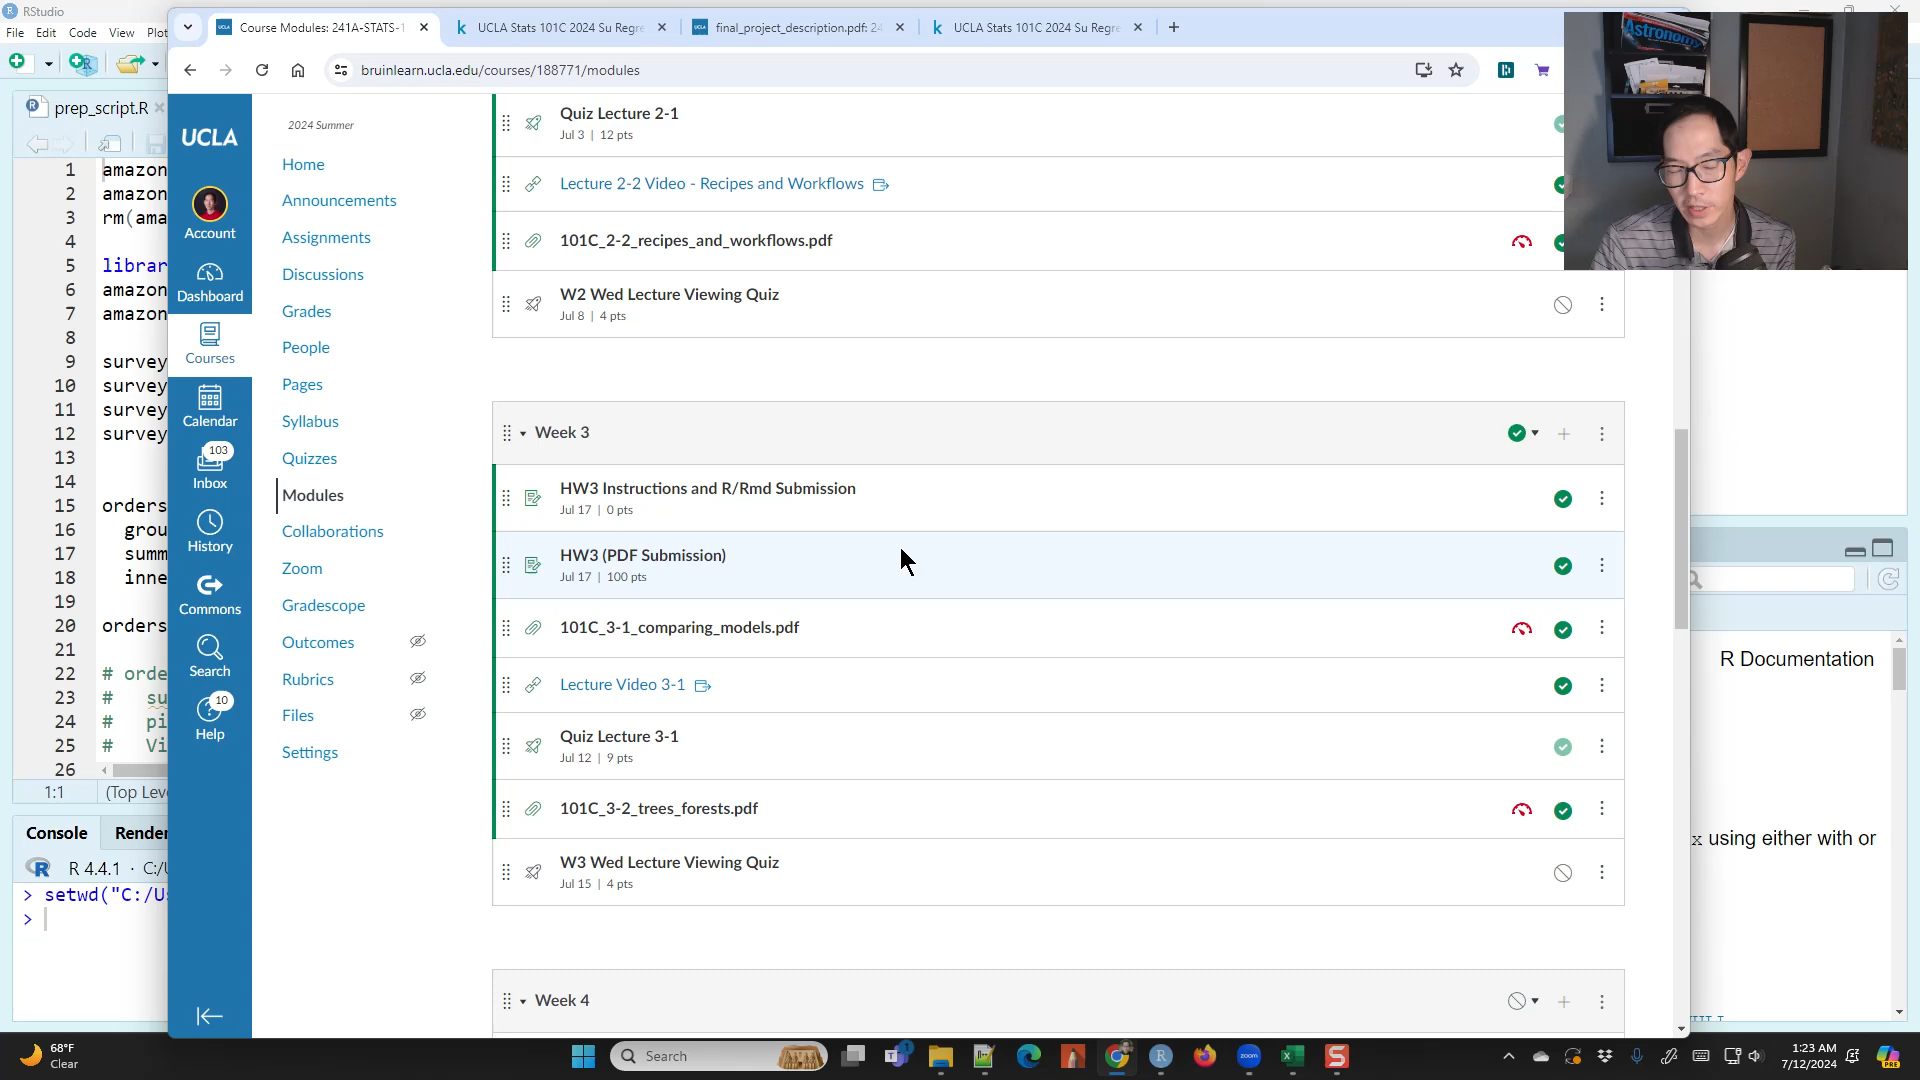 RStudio
File Edit Code View Plot
prep_script.R
1 amazon
2 amazon
3 rm(ama
4
5 librar
6 amazon
7 amazon
8
9 survey
10 survey
11 survey
12 survey
13
14
15 orders
16 grou
17 summ
18 inne
19
20 orders
21
22 # orde
23 # su
24 # pi
25 # Vi
26
1:1 (Top Leve
Console Render
R 4.4.1 · C:/U
> setwd("C:/Us
>
Course Modules: 241A-STATS-1
UCLA Stats 101C 2024 Su Regre
final_project_description.pdf: 24
UCLA Stats 101C 2024 Su Regre
bruinlearn.ucla.edu/courses/188771/modules
UCLA
Account
Dashboard
Courses
Calendar
103
Inbox
History
Commons
Search
10
Help
2024 Summer
Home
Announcements
Assignments
Discussions
Grades
People
Pages
Syllabus
Quizzes
Modules
Collaborations
Zoom
Gradescope
Outcomes
Rubrics
Files
Settings
Quiz Lecture 2-1
Jul 3 | 12 pts
Lecture 2-2 Video - Recipes and Workflows
101C_2-2_recipes_and_workflows.pdf
W2 Wed Lecture Viewing Quiz
Jul 8 | 4 pts
Week 3
HW3 Instructions and R/Rmd Submission
Jul 17 | 0 pts
HW3 (PDF Submission)
Jul 17 | 100 pts
101C_3-1_comparing_models.pdf
Lecture Video 3-1
Quiz Lecture 3-1
Jul 12 | 9 pts
101C_3-2_trees_forests.pdf
W3 Wed Lecture Viewing Quiz
Jul 15 | 4 pts
Week 4
Astronomy
R Documentation
x using either with or
68°F
Clear
Search
zoom
1:23 AM
7/12/2024